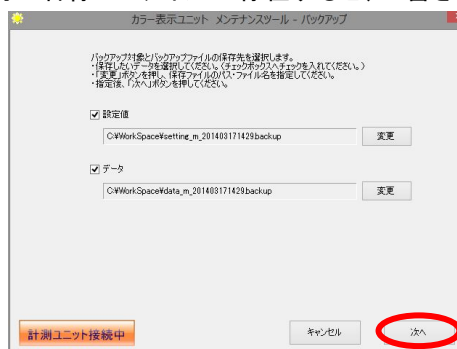 カラー表示ユニット メンテナンスツール - バックアップ
バックアップ対象とバックアップファイルの保存先を選択します。
・保存したいデータを選択してください。(チェックボックスへチェックを入れてください。)
・「変更」ボタンを押し、保存ファイルのパス・ファイル名を指定してください。
・指定後、「次へ」ボタンを押してください。
設定値
C:¥WorkSpace¥setting_m_201403171429.backup
変更
データ
C:¥WorkSpace¥data_m_201403171429.backup
変更
計測ユニット接続中
キャンセル
次へ